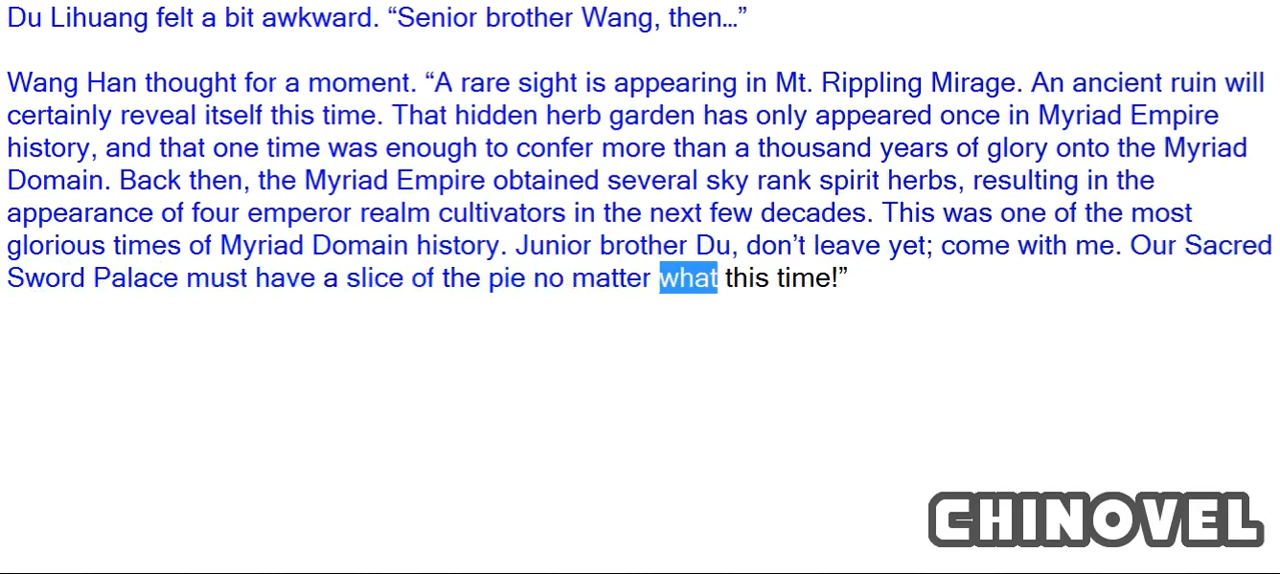 Du Lihuang felt a bit awkward. “Senior brother Wang, then…”
Wang Han thought for a moment. “A rare sight is appearing in Mt. Rippling Mirage. An ancient ruin will
certainly reveal itself this time. That hidden herb garden has only appeared once in Myriad Empire
history, and that one time was enough to confer more than a thousand years of glory onto the Myriad
Domain. Back then, the Myriad Empire obtained several sky rank spirit herbs, resulting in the
appearance of four emperor realm cultivators in the next few decades. This was one of the most
glorious times of Myriad Domain history. Junior brother Du, don’t leave yet; come with me. Our Sacred
Sword Palace must have a slice of the pie no matter what this time!”
CHINOVEL